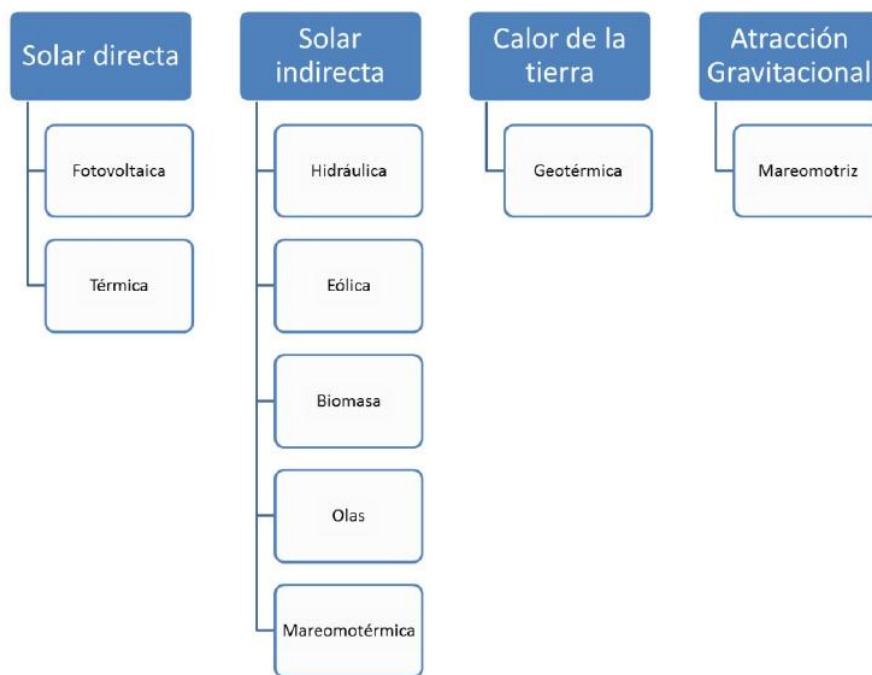 Solar directa
Fotovoltaica
Térmica
Solar
indirecta
Hidráulica
Eólica
Biomasa
Olas
Mareomotérmica
Calor de la
tierra
Geotérmica
Atracción
Gravitacional
Mareomotriz